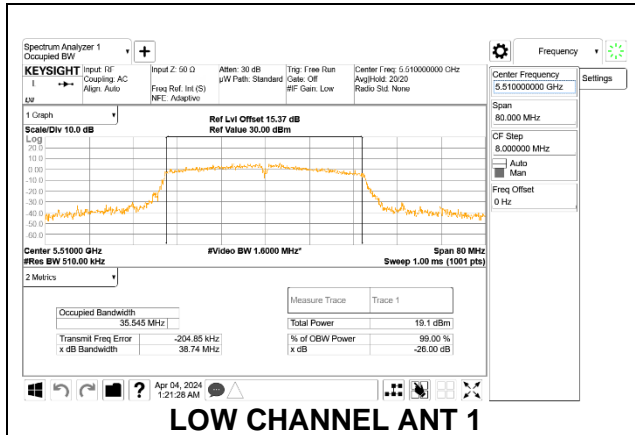 Spectrum Analyzer 1
Occupied BW
+
Frequency
KEYSIGHT
Input: RF
Coupling: AC
Align: Auto
Input Z: 50 Ω
Freq Ref: Int (S)
NFE: Adaptive
Atten: 30 dB
µW Path: Standard
Trig: Free Run
Gate: Off
#IF Gain: Low
Center Freq: 5.510000000 GHz
Avg|Hold: 20/20
Radio Std: None
Center Frequency
5.510000000 GHz
Settings
Span
80.000 MHz
CF Step
8.000000 MHz
Auto
Man
Freq Offset
0 Hz
1 Graph
Scale/Div 10.0 dB
Ref Lvl Offset 15.37 dB
Ref Value 30.00 dBm
Log
20.0
10.0
0.00
-10.0
-20.0
-30.0
-40.0
-50.0
-60.0
Center 5.51000 GHz
#Res BW 510.00 kHz
#Video BW 1.6000 MHz*
Span 80 MHz
Sweep 1.00 ms (1001 pts)
2 Metrics
Measure Trace Trace 1
Occupied Bandwidth
35.545 MHz
Total Power 19.1 dBm
Transmit Freq Error -204.85 kHz
% of OBW Power 99.00 %
x dB Bandwidth 38.74 MHz
x dB -26.00 dB
?
Apr 04, 2024
1:21:28 AM
LOW CHANNEL ANT 1